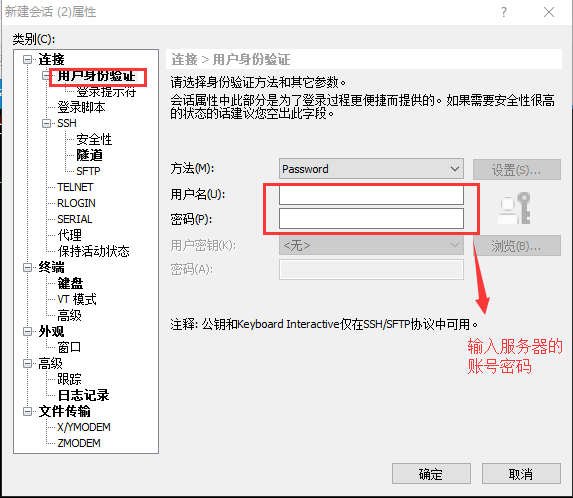 新建会话 (2)属性
?
类别(C):
连接
用户身份验证
登录提示符
登录脚本
SSH
安全性
隧道
SFTP
TELNET
RLOGIN
SERIAL
代理
保持活动状态
终端
键盘
VT 模式
高级
外观
窗口
高级
跟踪
日志记录
文件传输
X/YMODEM
ZMODEM
连接 > 用户身份验证
请选择身份验证方法和其它参数。
会话属性中此部分是为了登录过程更便捷而提供的。如果需要安全性很高
的状态的话建议您空出此字段。
方法(M):
Password
设置(S)...
用户名(U):
密码(P):
用户密钥(K):
<无>
浏览(B)...
密码(A):
注释: 公钥和Keyboard Interactive仅在SSH/SFTP协议中可用。
输入服务器的
账号密码
确定
取消